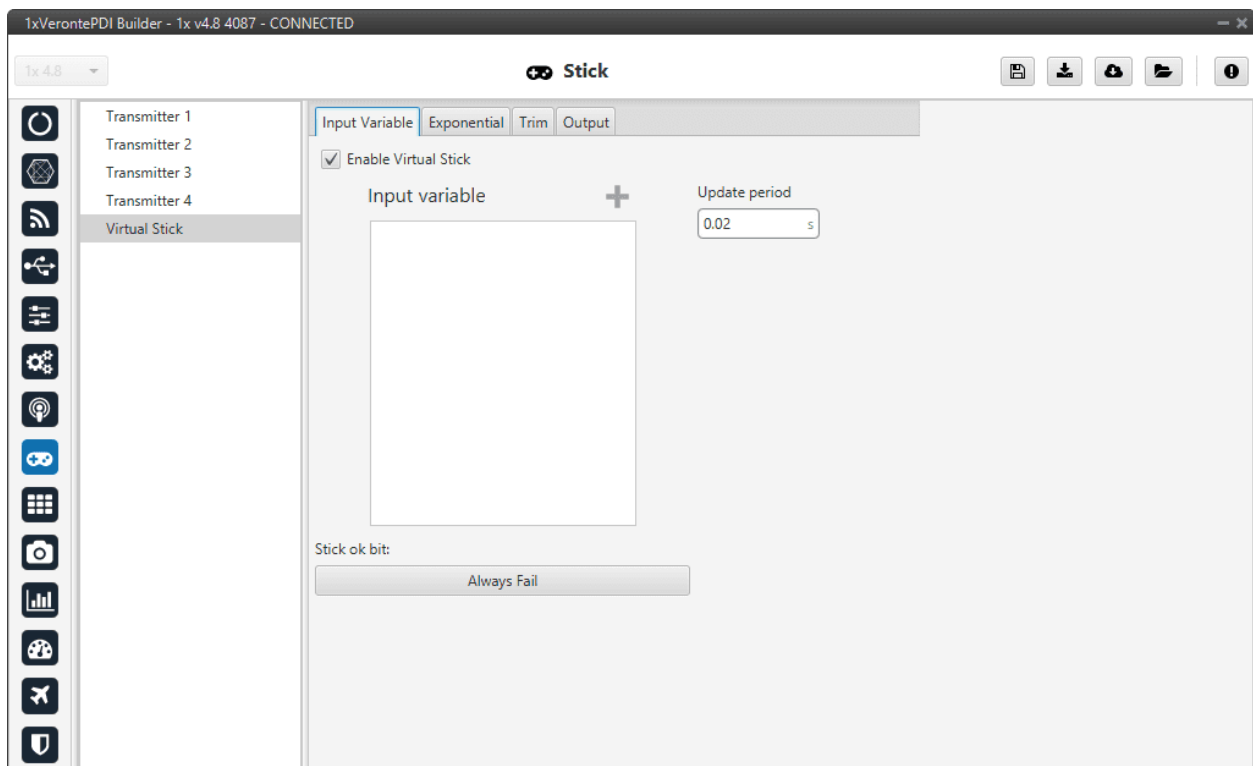 1xVerontePDI Builder - 1x v4.8 4087 - CONNECTED
1x 4.8
Stick
Transmitter 1
Transmitter 2
Transmitter 3
Transmitter 4
Virtual Stick
Input Variable Exponential Trim Output
Enable Virtual Stick
Input variable
Update period
0.02 s
Stick ok bit:
Always Fail